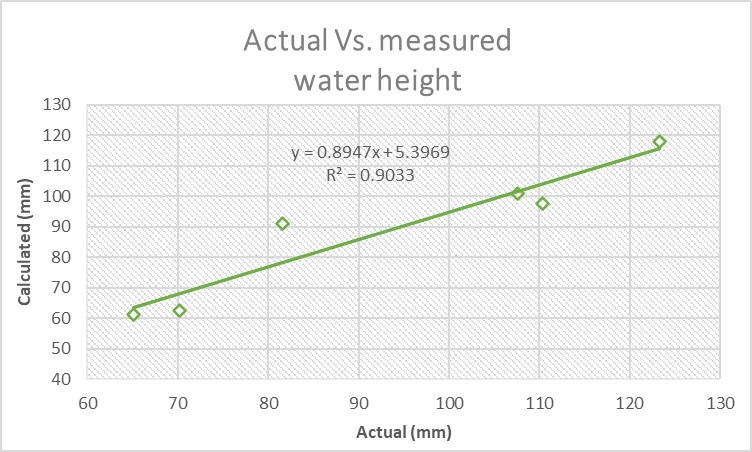 Actual Vs. measured
water height
130
120
110
100
90
80
70
60
50
40
y = 0.8947x + 5.3969
R² = 0.9033
Calculated (mm)
60 70 80 90 100 110 120 130
Actual (mm)